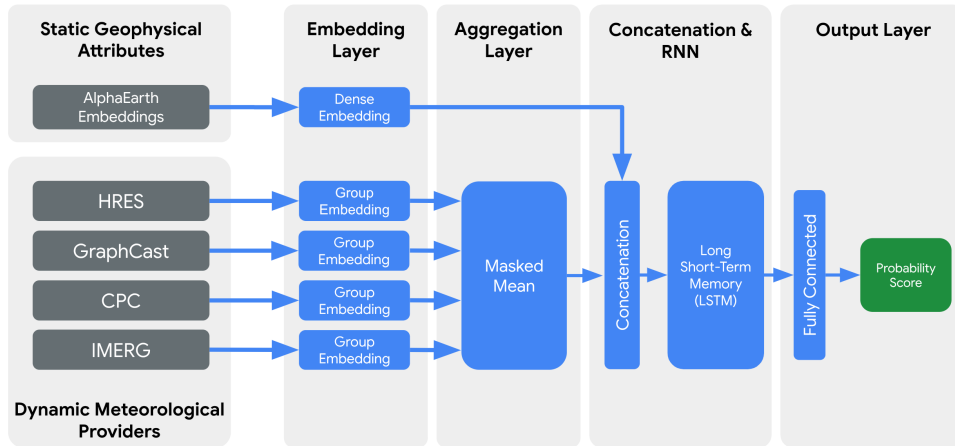 Static Geophysical
Attributes
Embedding
Layer
Aggregation
Layer
Concatenation &
RNN
Output Layer
AlphaEarth
Embeddings
Dense
Embedding
HRES
Group
Embedding
GraphCast
Group
Embedding
CPC
Group
Embedding
IMERG
Group
Embedding
Masked
Mean
Concatenation
Long
Short-Term
Memory
(LSTM)
Fully Connected
Probability
Score
Dynamic Meteorological
Providers